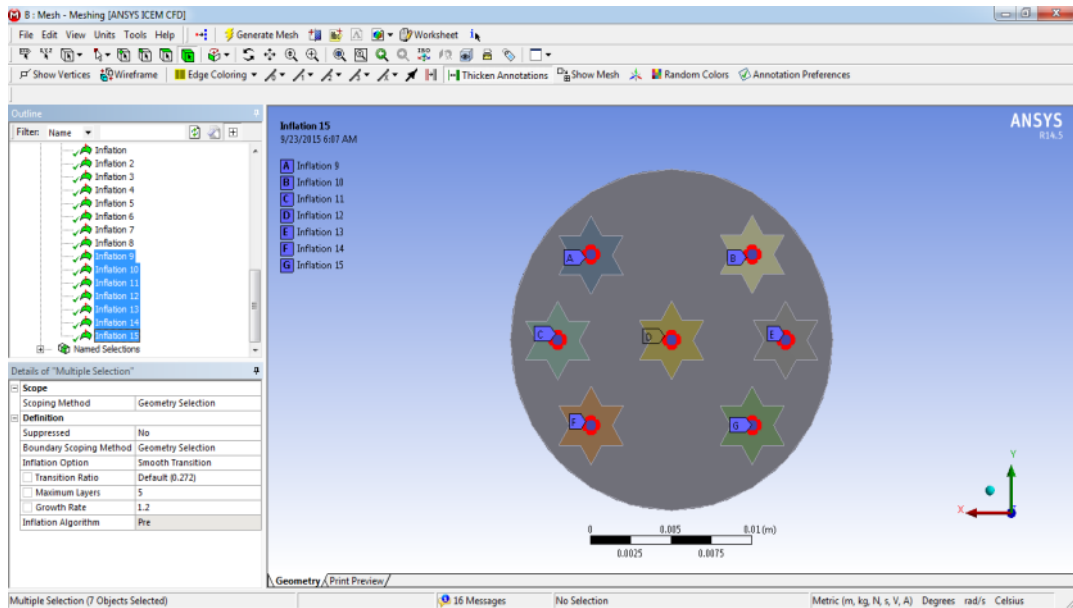 B : Mesh - Meshing [ANSYS ICEM CFD]
File Edit View Units Tools Help Generate Mesh Worksheet
Show Vertices Wireframe Edge Coloring Thicken Annotations Show Mesh Random Colors Annotation Preferences
Outline
Filter: Name
Inflation
Inflation 2
Inflation 3
Inflation 4
Inflation 5
Inflation 6
Inflation 7
Inflation 8
Inflation 9
Inflation 10
Inflation 11
Inflation 12
Inflation 13
Inflation 14
Inflation 15
Named Selections
Details of "Multiple Selection"
Scope
Scoping Method Geometry Selection
Definition
Suppressed No
Boundary Scoping Method Geometry Selection
Inflation Option Smooth Transition
Transition Ratio Default (0.272)
Maximum Layers 5
Growth Rate 1.2
Inflation Algorithm Pre
Inflation 15
9/23/2015 6:07 AM
A Inflation 9
B Inflation 10
C Inflation 11
D Inflation 12
E Inflation 13
F Inflation 14
G Inflation 15
ANSYS
R14.5
A B
C D E
F G
Y
X
0 0.005 0.01 (m)
0.0025 0.0075
Geometry Print Preview
Multiple Selection (7 Objects Selected) 16 Messages No Selection Metric (m, kg, N, s, V, A) Degrees rad/s Celsius